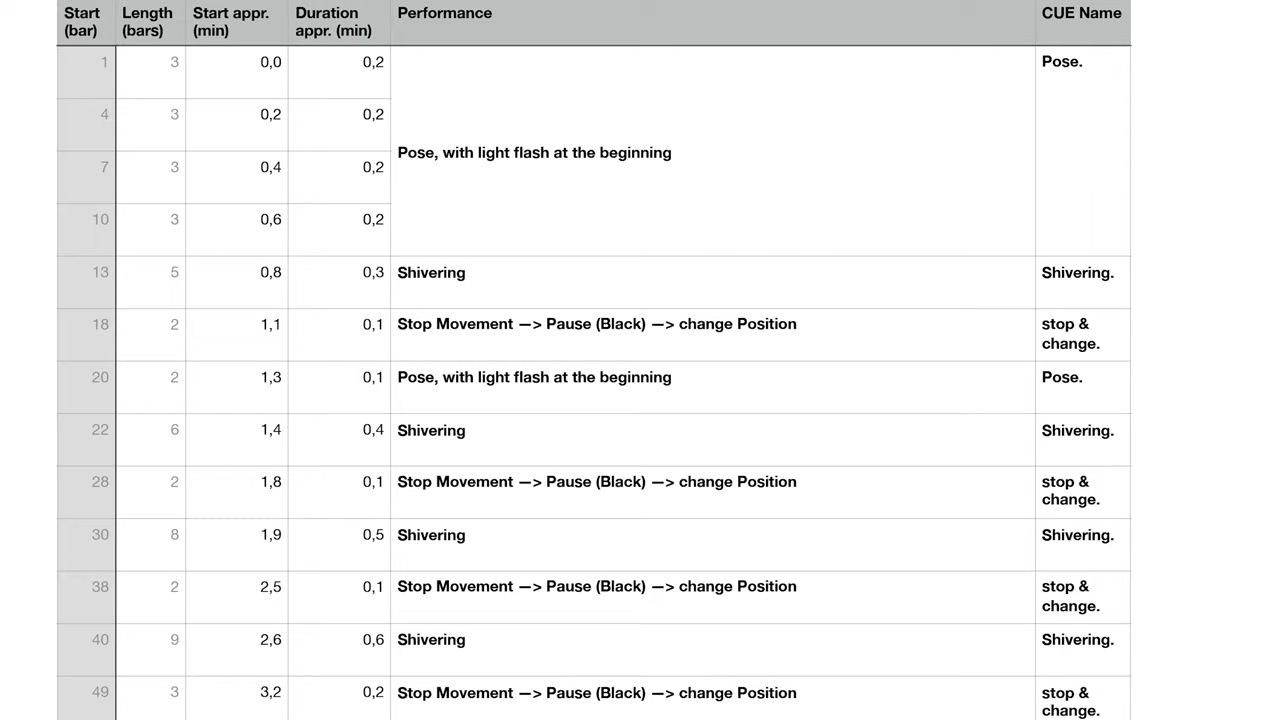 Start (bar) Length (bars) Start appr. (min) Duration appr. (min) Performance CUE Name
1 3 0,0 0,2 Pose.
4 3 0,2 0,2
Pose, with light flash at the beginning
7 3 0,4 0,2
10 3 0,6 0,2
13 5 0,8 0,3 Shivering Shivering.
18 2 1,1 0,1 Stop Movement —> Pause (Black) —> change Position stop & change.
20 2 1,3 0,1 Pose, with light flash at the beginning Pose.
22 6 1,4 0,4 Shivering Shivering.
28 2 1,8 0,1 Stop Movement —> Pause (Black) —> change Position stop & change.
30 8 1,9 0,5 Shivering Shivering.
38 2 2,5 0,1 Stop Movement —> Pause (Black) —> change Position stop & change.
40 9 2,6 0,6 Shivering Shivering.
49 3 3,2 0,2 Stop Movement —> Pause (Black) —> change Position stop & change.